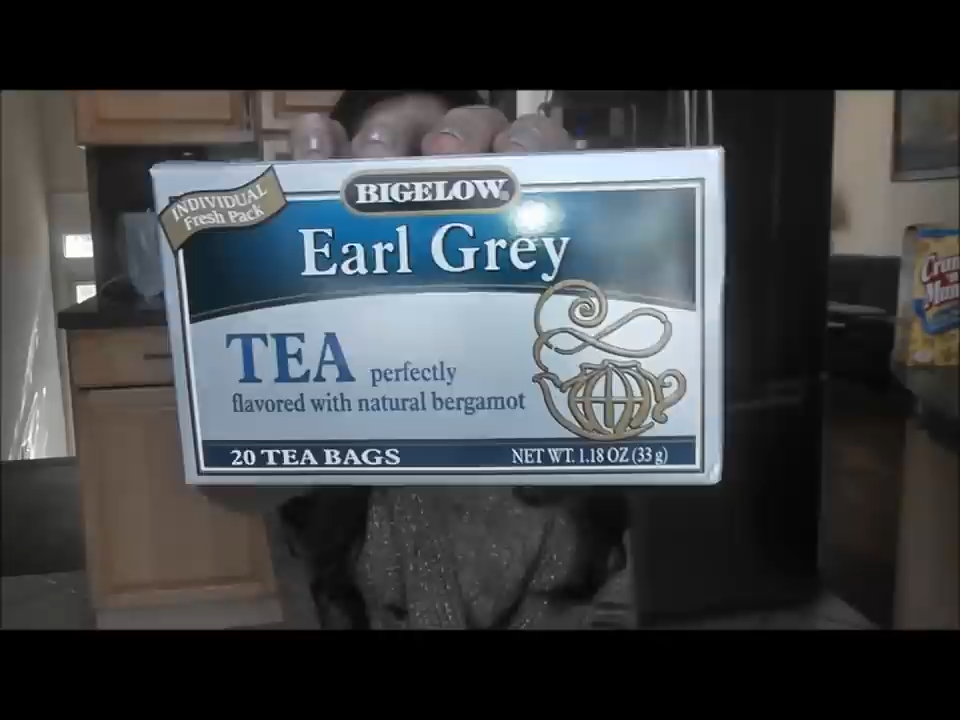 INDIVIDUAL
Fresh Pack
BIGELOW
Earl Grey
TEA perfectly
flavored with natural bergamot
20 TEA BAGS NET WT. 1.18 OZ (33 g)